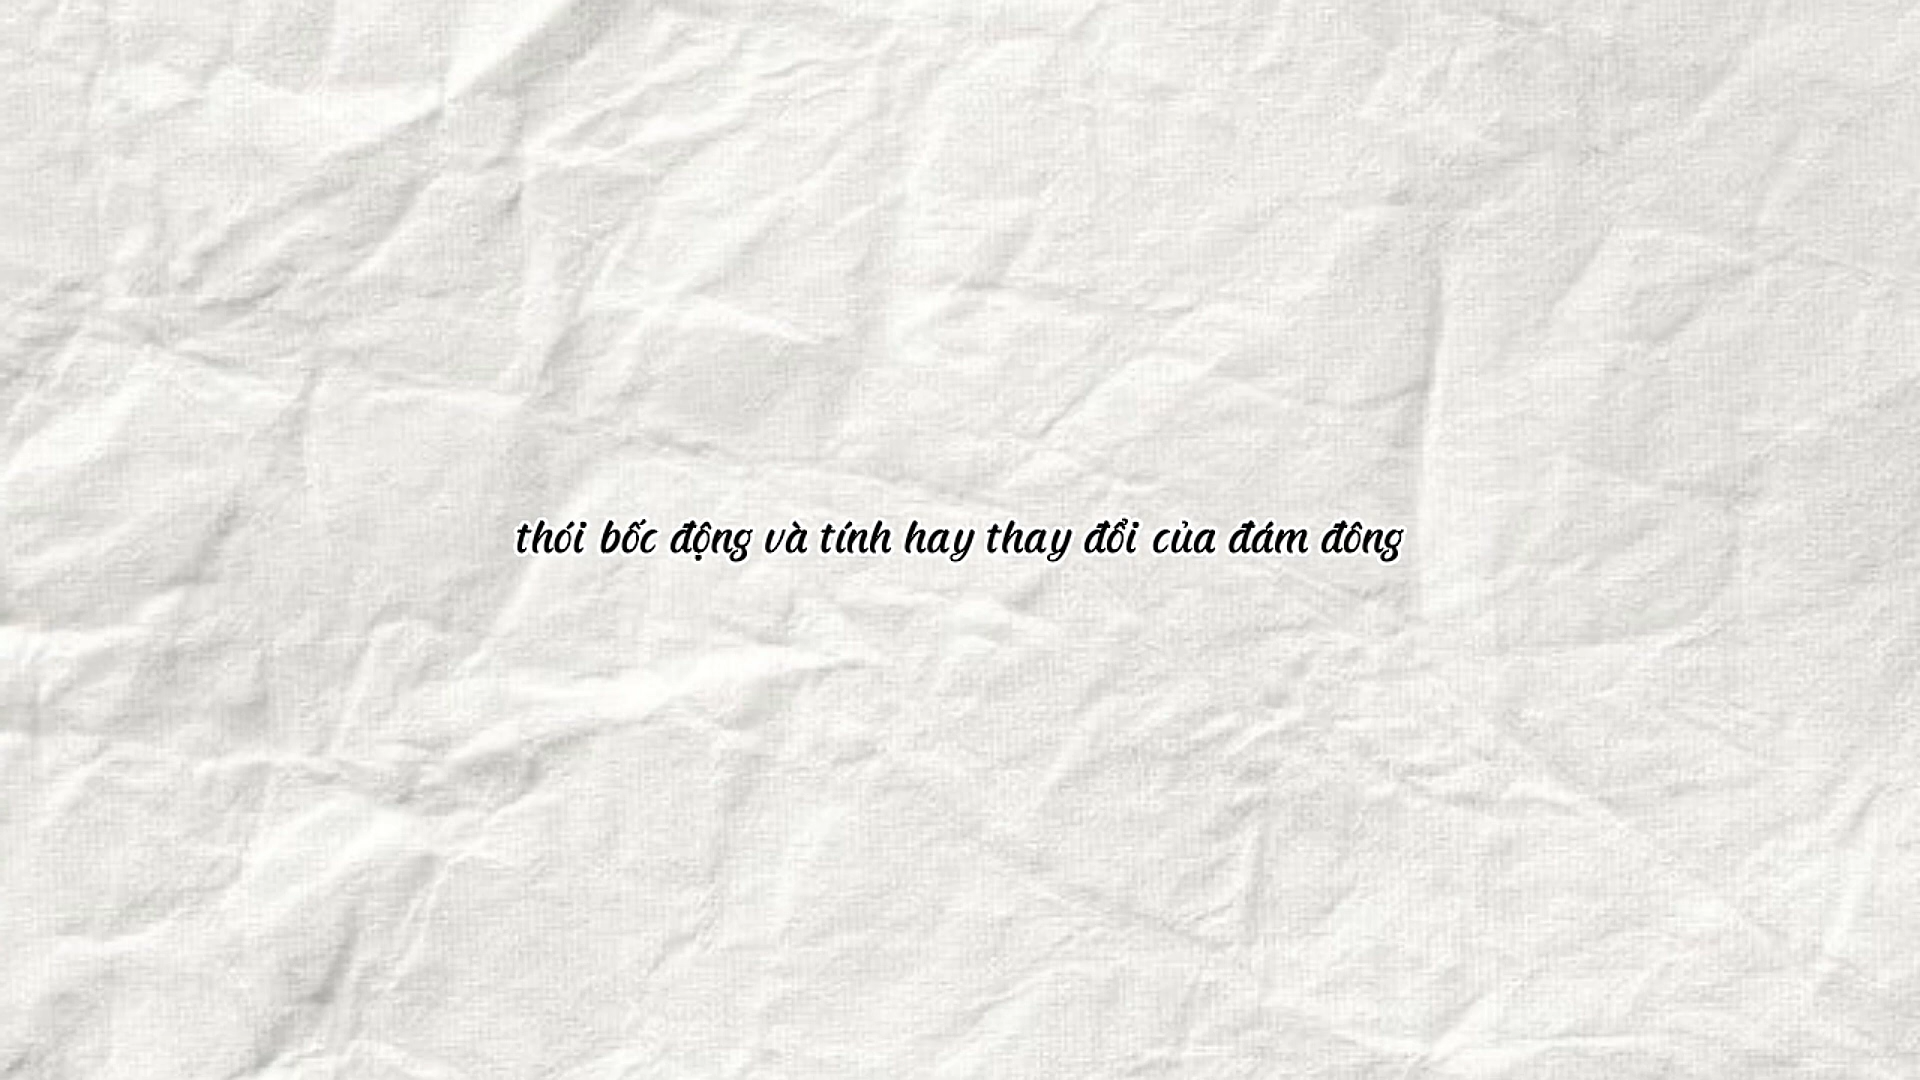 thói bốc động và tính hay thay đổi của đám đông